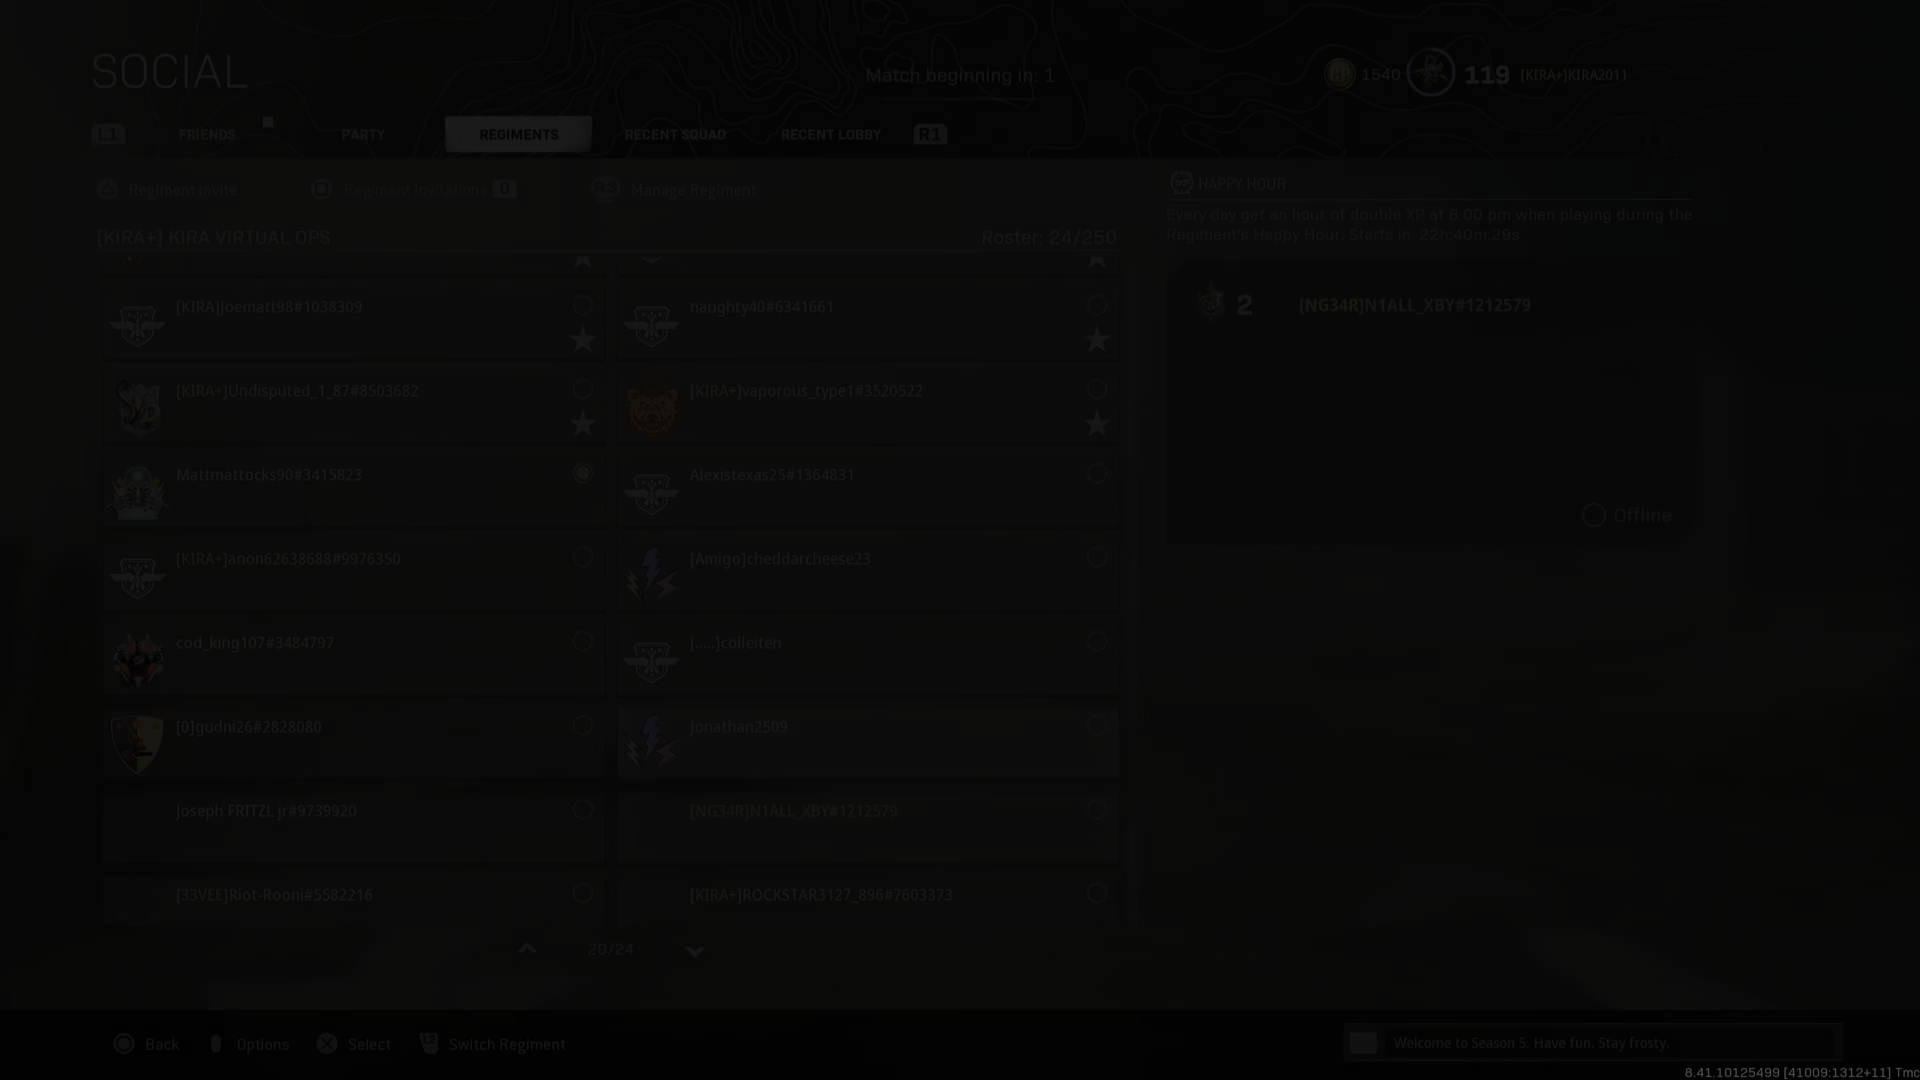 SOCIAL
Match beginning in: 1
CP 1540 119 [KIRA+]KIRA2011
L1 FRIENDS PARTY REGIMENTS RECENT SQUAD RECENT LOBBY R1
Regiment Invite Regiment Invitations 0 Manage Regiment
HAPPY HOUR
Every day get an hour of double XP at 6:00 pm when playing during the
Regiment's Happy Hour. Starts in: 22h:40m:29s.
[KIRA+] KIRA VIRTUAL OPS Roster: 24/250
[KIRA]Joematt98#1038309 naughty40#6341661
2 [NG34R]N1ALL_XBY#1212579
[KIRA+]Undisputed_1_87#8503682 [KIRA+]vaporous_type1#3520522
Mattmattocks90#3415823 Alexistexas25#1364831
Offline
[KIRA+]anon62638688#9976350 [Amigo]cheddarcheese23
cod_king107#3484797 [.....]colleiten
[0]gudni26#2828080 Jonathan2509
Joseph FRITZL jr#9739920 [NG34R]N1ALL_XBY#1212579
[33VEE]Riot-Ronni#5582216 [KIRA+]ROCKSTAR3127_896#7603373
20/24
Back Options Select Switch Regiment
Welcome to Season 5. Have fun. Stay frosty.
8.41.10125499 [41009:1312+11] Tmc